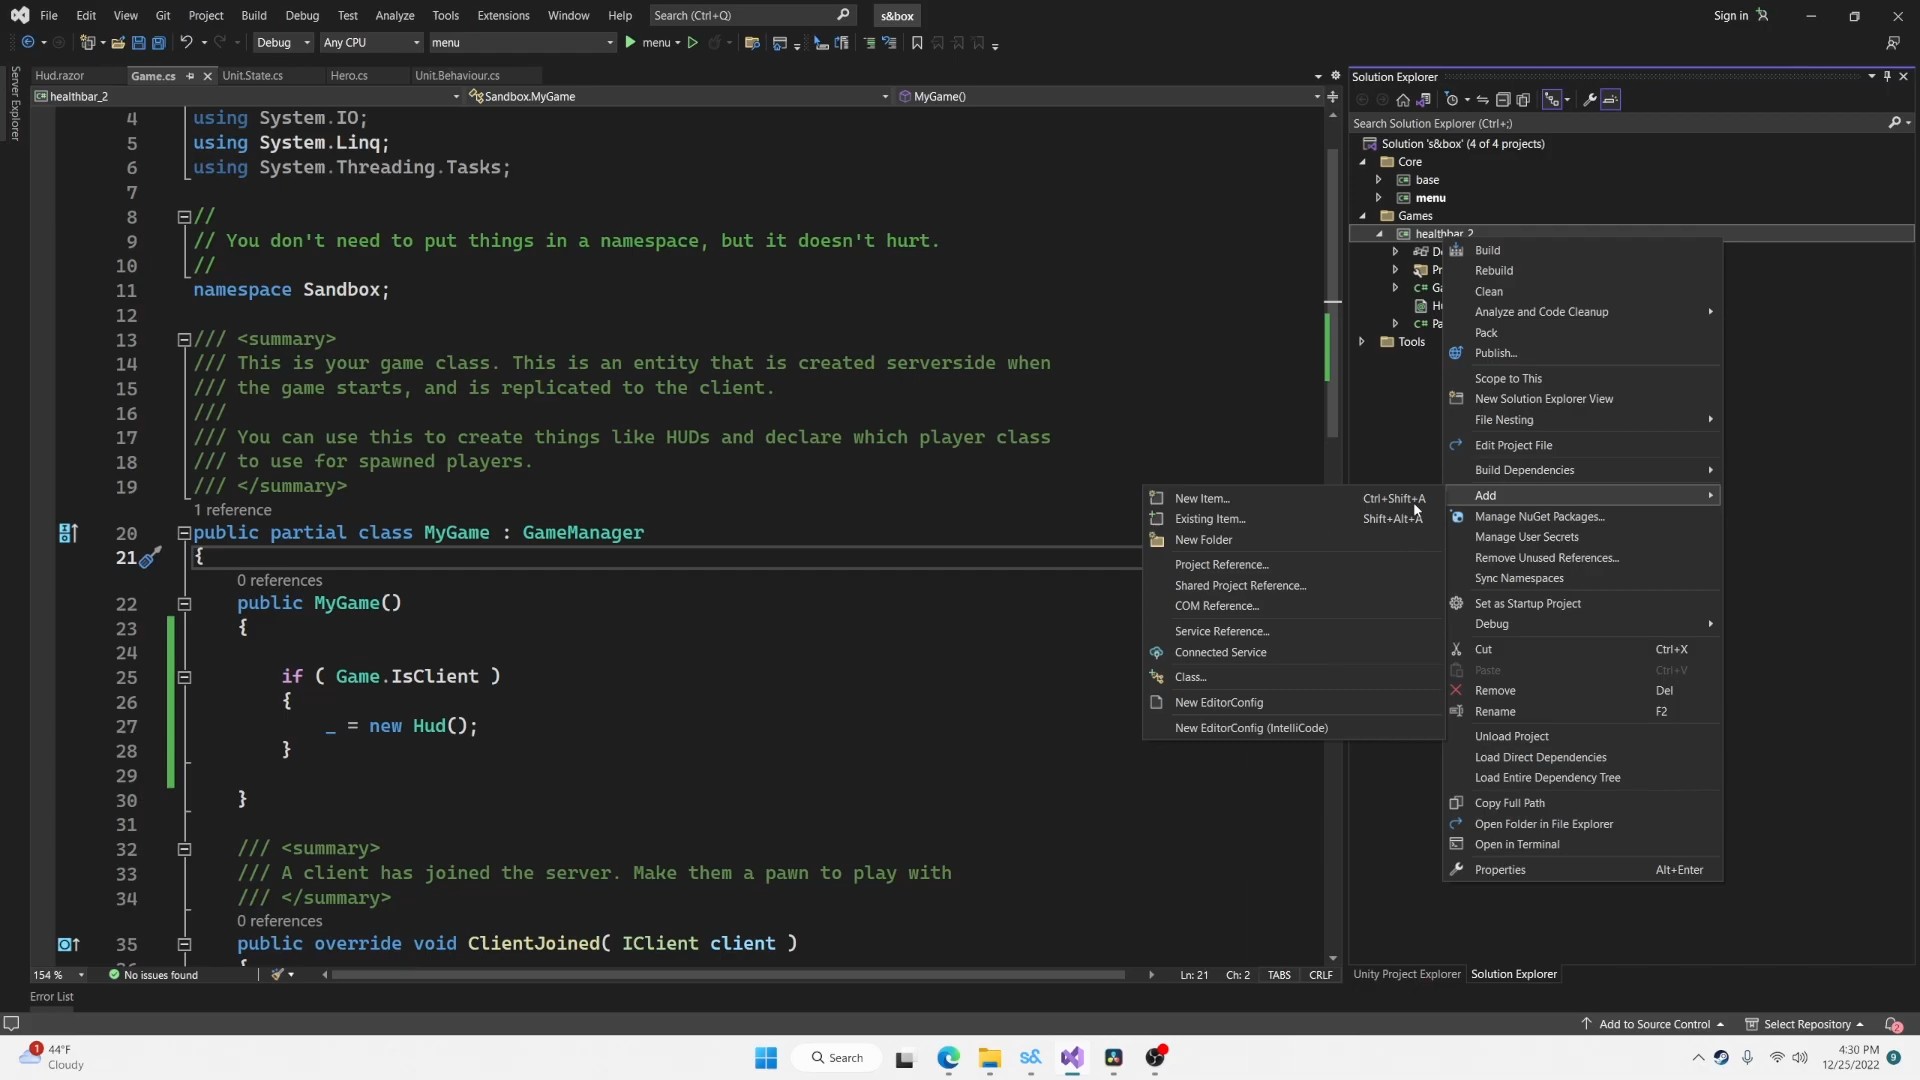 File Edit View Git Project Build Debug Test Analyze Tools Extensions Window Help Search (Ctrl+Q) s&box Sign in
Debug Any CPU menu menu
Server Explorer
Hud.razor Game.cs Unit.State.cs Hero.cs Unit.Behaviour.cs
healthbar_2 Sandbox.MyGame MyGame()
4 using System.IO;
5 using System.Linq;
6 using System.Threading.Tasks;
7
8 //
9 // You don't need to put things in a namespace, but it doesn't hurt.
10 //
11 namespace Sandbox;
12
13 /// <summary>
14 /// This is your game class. This is an entity that is created serverside when
15 /// the game starts, and is replicated to the client.
16 ///
17 /// You can use this to create things like HUDs and declare which player class
18 /// to use for spawned players.
19 /// </summary>
1 reference
20 public partial class MyGame : GameManager
21 {
0 references
22 public MyGame()
23 {
24
25 if ( Game.IsClient )
26 {
27 _ = new Hud();
28 }
29
30 }
31
32 /// <summary>
33 /// A client has joined the server. Make them a pawn to play with
34 /// </summary>
0 references
35 public override void ClientJoined( IClient client )
154 % No issues found Ln: 21 Ch: 2 TABS CRLF
Error List
Solution Explorer
Search Solution Explorer (Ctrl+;)
Solution 's&box' (4 of 4 projects)
Core
base
menu
Games
healthbar_2
Tools
Build
Rebuild
Clean
Analyze and Code Cleanup
Pack
Publish...
Scope to This
New Solution Explorer View
File Nesting
Edit Project File
Build Dependencies
Add
Manage NuGet Packages...
Manage User Secrets
Remove Unused References...
Sync Namespaces
Set as Startup Project
Debug
Cut Ctrl+X
Paste Ctrl+V
Remove Del
Rename F2
Unload Project
Load Direct Dependencies
Load Entire Dependency Tree
Copy Full Path
Open Folder in File Explorer
Open in Terminal
Properties Alt+Enter
New Item... Ctrl+Shift+A
Existing Item... Shift+Alt+A
New Folder
Project Reference...
Shared Project Reference...
COM Reference...
Service Reference...
Connected Service
Class...
New EditorConfig
New EditorConfig (IntelliCode)
Unity Project Explorer Solution Explorer
Add to Source Control Select Repository 2
1 44°F
Cloudy
Search
4:30 PM
12/25/2022 9